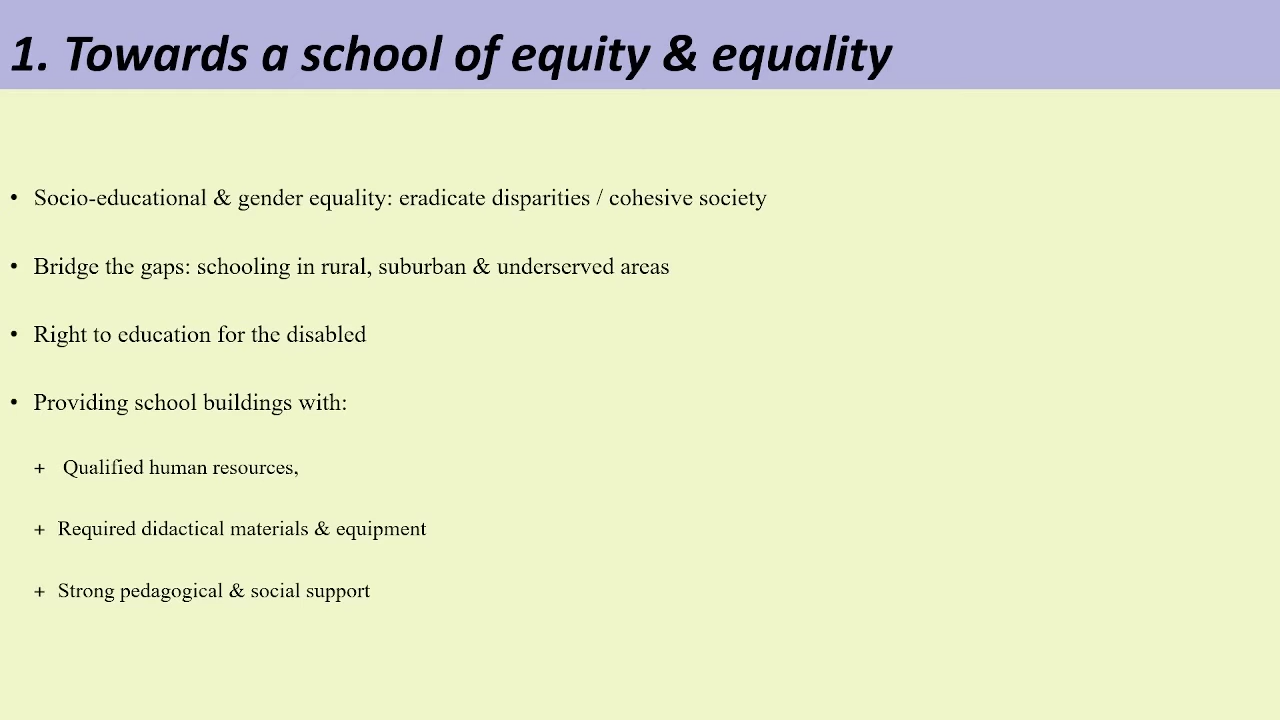 1. Towards a school of equity & equality
• Socio-educational & gender equality: eradicate disparities / cohesive society
• Bridge the gaps: schooling in rural, suburban & underserved areas
• Right to education for the disabled
• Providing school buildings with:
+ Qualified human resources,
+ Required didactical materials & equipment
+ Strong pedagogical & social support